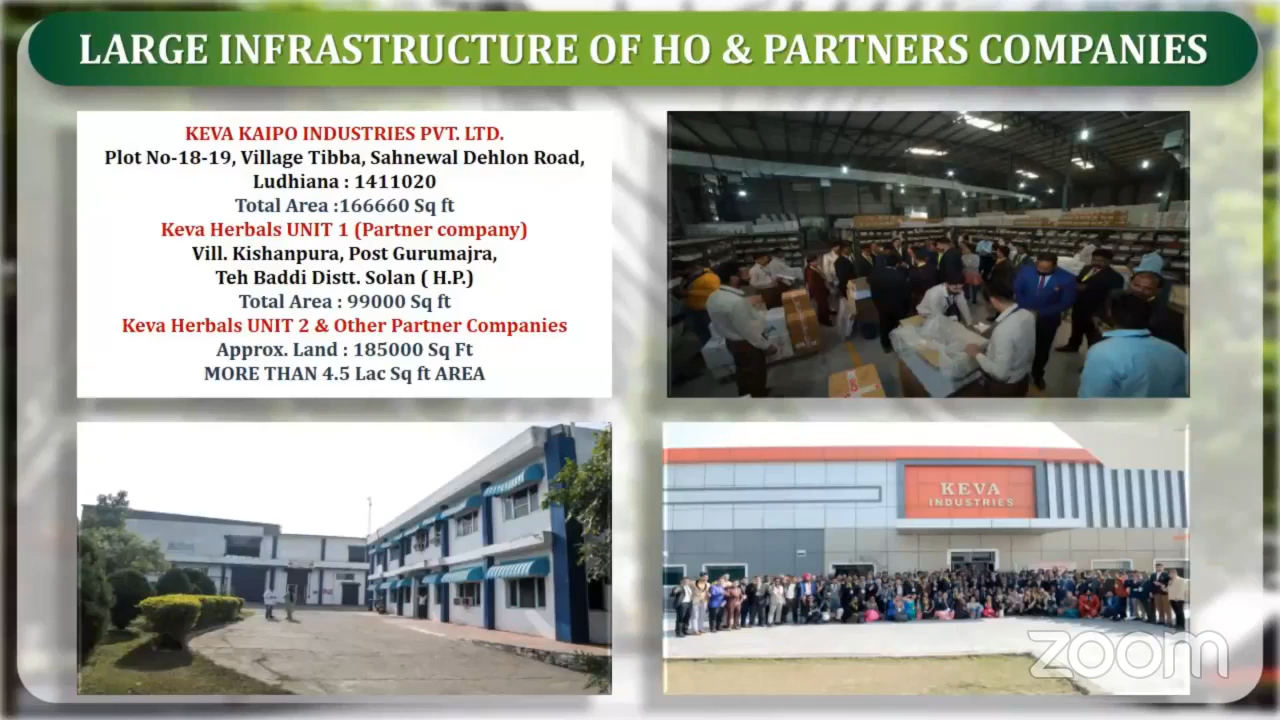 LARGE INFRASTRUCTURE OF HO & PARTNERS COMPANIES
KEVA KAIPO INDUSTRIES PVT. LTD.
Plot No-18-19, Village Tibba, Sahnewal Dehlon Road,
Ludhiana : 1411020
Total Area :166660 Sq ft
Keva Herbals UNIT 1 (Partner company)
Vill. Kishanpura, Post Gurumajra,
Teh Baddi Distt. Solan ( H.P.)
Total Area : 99000 Sq ft
Keva Herbals UNIT 2 & Other Partner Companies
Approx. Land : 185000 Sq Ft
MORE THAN 4.5 Lac Sq ft AREA
KEVA
INDUSTRIES
zoom